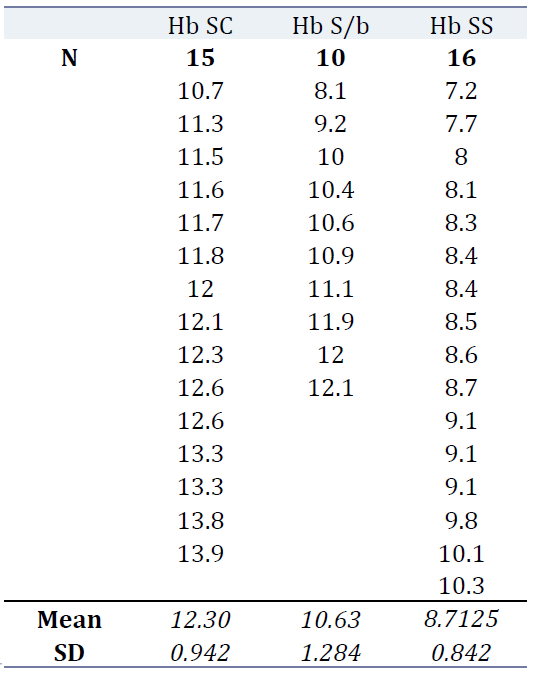 Hb SC Hb S/b Hb SS
N 15 10 16
10.7 8.1 7.2
11.3 9.2 7.7
11.5 10 8
11.6 10.4 8.1
11.7 10.6 8.3
11.8 10.9 8.4
12 11.1 8.4
12.1 11.9 8.5
12.3 12 8.6
12.6 12.1 8.7
12.6 9.1
13.3 9.1
13.3 9.1
13.8 9.8
13.9 10.1
10.3
Mean 12.30 10.63 8.7125
SD 0.942 1.284 0.842